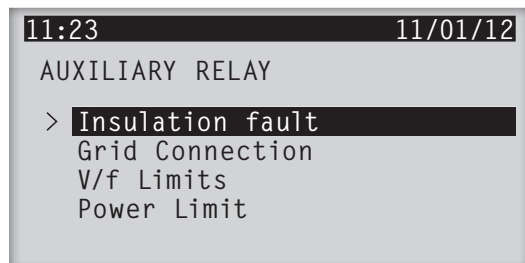 11:23 11/01/12
AUXILIARY RELAY
> Insulation fault
Grid Connection
V/f Limits
Power Limit